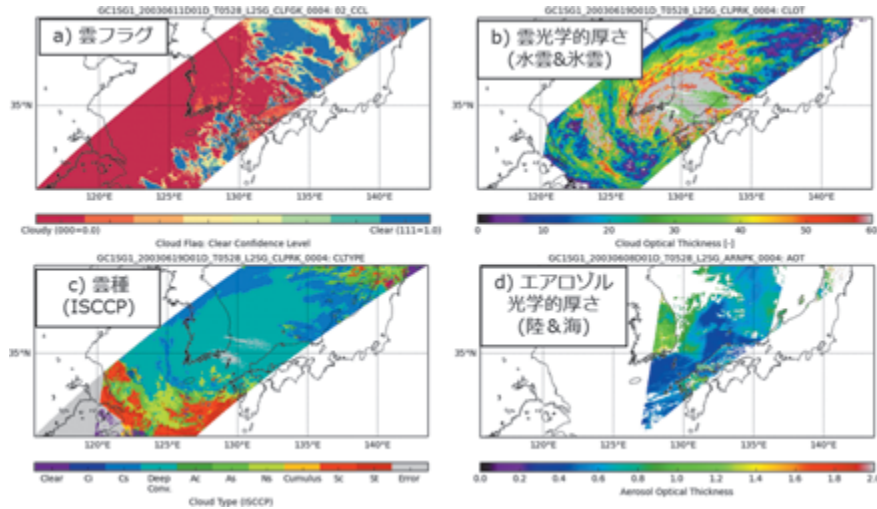 GC1SG1_20030611D01D_T0528_L2SG_CLFGK_0004: 02_CCL
a) 雲フラグ
35°N
120°E 125°E 130°E 135°E 140°E
Cloudy (000=0.0) Clear (111=1.0)
Cloud Flag: Clear Confidence Level
GC1SG1_20030619D01D_T0528_L2SG_CLPRK_0004: CLOT
b) 雲光学的厚さ
(水雲&氷雲)
35°N
120°E 125°E 130°E 135°E 140°E
0 10 20 30 40 50 60
Cloud Optical Thickness [-]
GC1SG1_20030619D01D_T0528_L2SG_CLPRK_0004: CLTYPE
c) 雲種
(ISCCP)
35°N
120°E 125°E 130°E 135°E 140°E
Clear Ci Cs Deep Conv. Ac As Ns Cumulus Sc St Error
Cloud Type (ISCCP)
GC1SG1_20030608D01D_T0528_L2SG_ARNPK_0004: AOT
d) エアロゾル
光学的厚さ
(陸&海)
35°N
120°E 125°E 130°E 135°E 140°E
0.0 0.2 0.4 0.6 0.8 1.0 1.2 1.4 1.6 1.8 2.0
Aerosol Optical Thickness